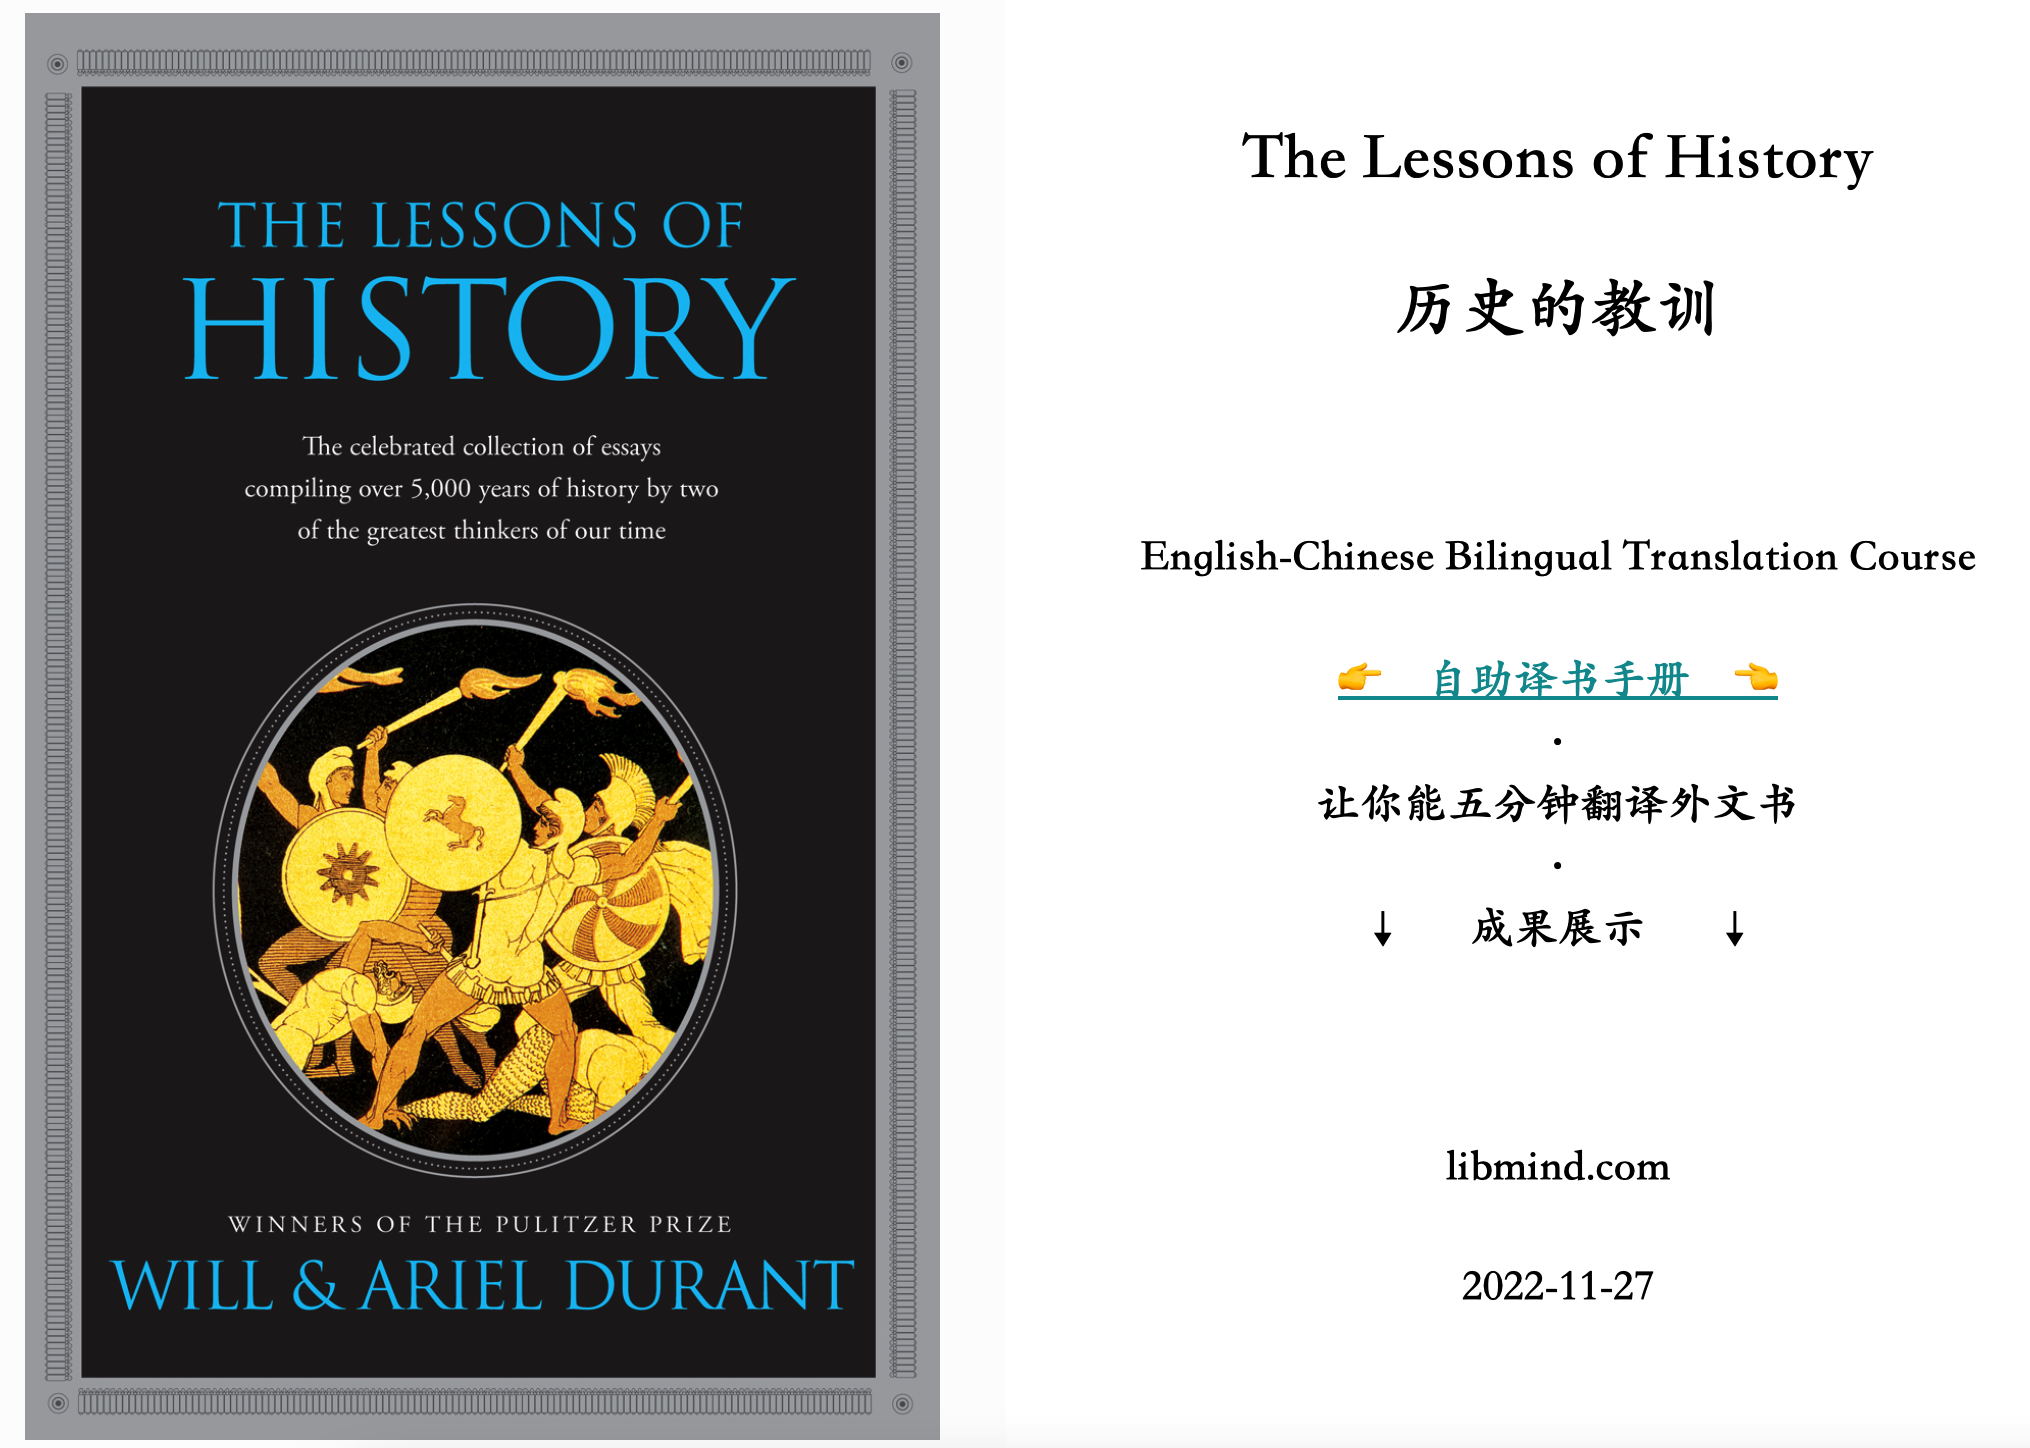 THE LESSONS OF
HISTORY
The celebrated collection of essays
compiling over 5,000 years of history by two
of the greatest thinkers of our time
WINNERS OF THE PULITZER PRIZE
WILL & ARIEL DURANT
The Lessons of History
历史的教训
English-Chinese Bilingual Translation Course
👉 自助译书手册 👈
·
让你能五分钟翻译外文书
·
↓ 成果展示 ↓
libmind.com
2022-11-27